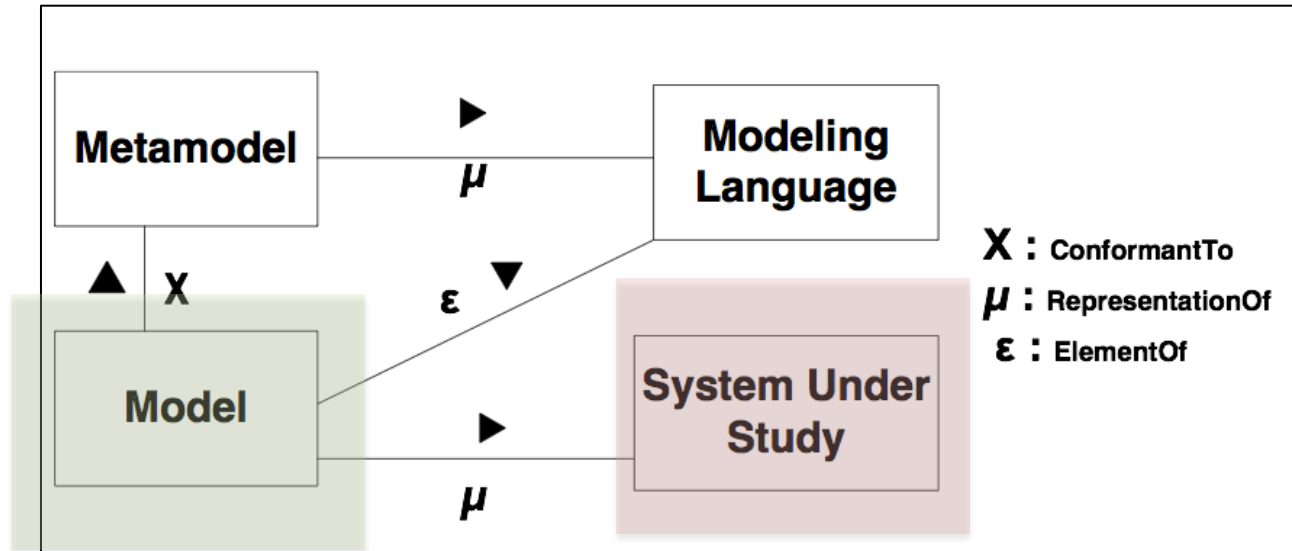 Metamodel
μ
Modeling
Language
X
ε
Model
μ
System Under
Study
X : ConformantTo
μ : RepresentationOf
ε : ElementOf